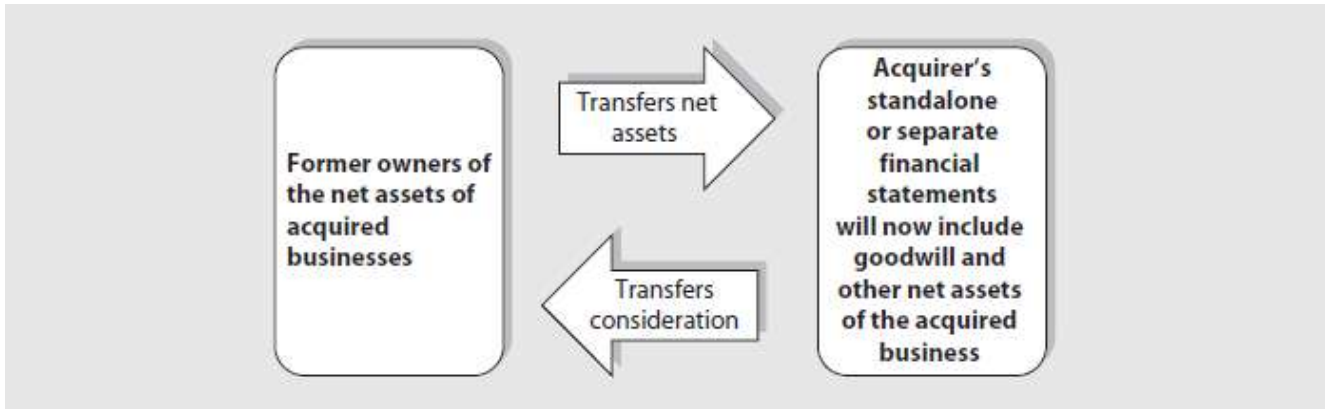 Former owners of
the net assets of
acquired
businesses
Transfers net
assets
Transfers
consideration
Acquirer's
standalone
or separate
financial
statements
will now include
goodwill and
other net assets
of the acquired
business